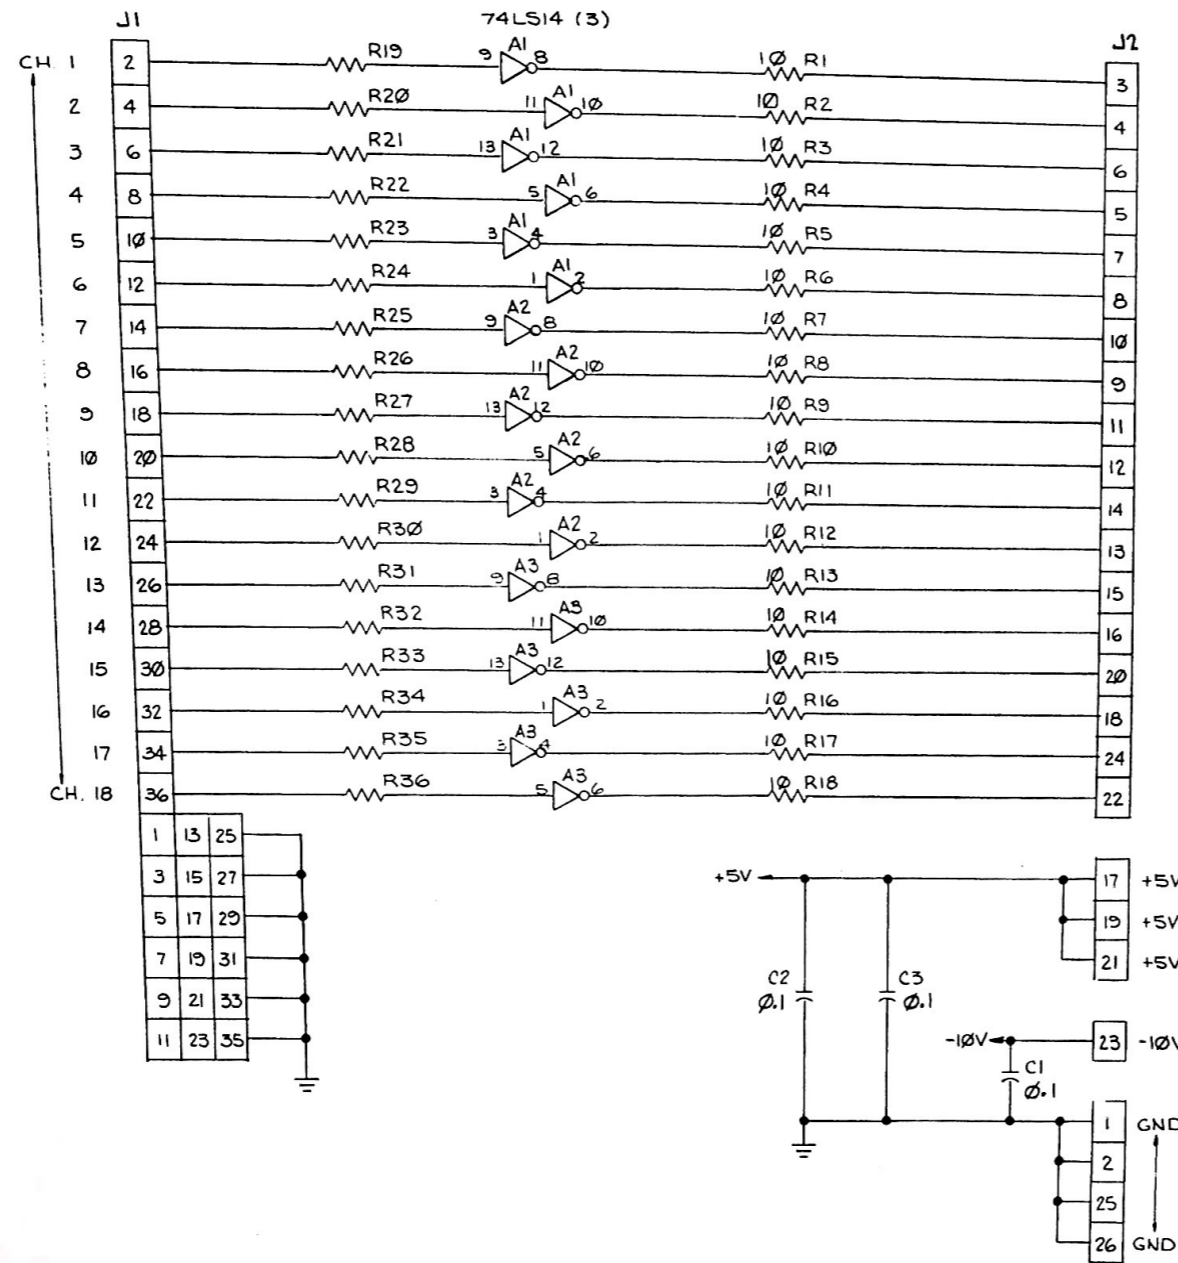 J1
74LS14 (3)
J2
CH. 1 2 R19 9 A1 8 1Ø R1 3
2 4 R2Ø 11 A1 1Ø 1Ø R2 4
3 6 R21 13 A1 12 1Ø R3 6
4 8 R22 5 A1 6 1Ø R4 5
5 1Ø R23 3 A1 4 1Ø R5 7
6 12 R24 1 A1 2 1Ø R6 8
7 14 R25 9 A2 8 1Ø R7 1Ø
8 16 R26 11 A2 1Ø 1Ø R8 9
9 18 R27 13 A2 12 1Ø R9 11
1Ø 2Ø R28 5 A2 6 1Ø R1Ø 12
11 22 R29 3 A2 4 1Ø R11 14
12 24 R3Ø 1 A2 2 1Ø R12 13
13 26 R31 9 A3 8 1Ø R13 15
14 28 R32 11 A3 1Ø 1Ø R14 16
15 3Ø R33 13 A3 12 1Ø R15 2Ø
16 32 R34 1 A3 2 1Ø R16 18
17 34 R35 3 A3 4 1Ø R17 24
CH. 18 36 R36 5 A3 6 1Ø R18 22
1 13 25
3 15 27
5 17 29
7 19 31
9 21 33
11 23 35
+5V 17 +5V
19 +5V
21 +5V
C2 Ø.1
C3 Ø.1
-1ØV 23 -1ØV
C1 Ø.1
1 GND
2
25
26 GND